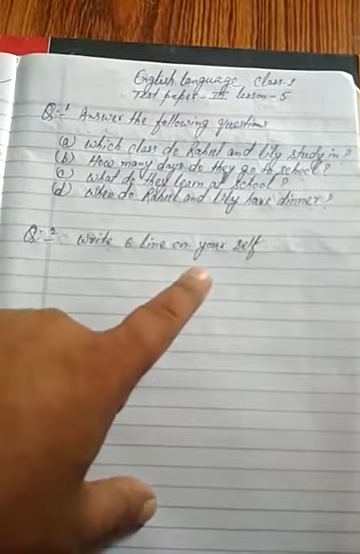 English language class-1
Test paper-III lesson-5
Q:-1 Answer the following questions
(a) Which class do Rahul and Lily study in?
(b) How many days do they go to school?
(c) What do they learn at school?
(d) When do Rahul and Lily have dinner?
Q:-2 write 6 line on your self